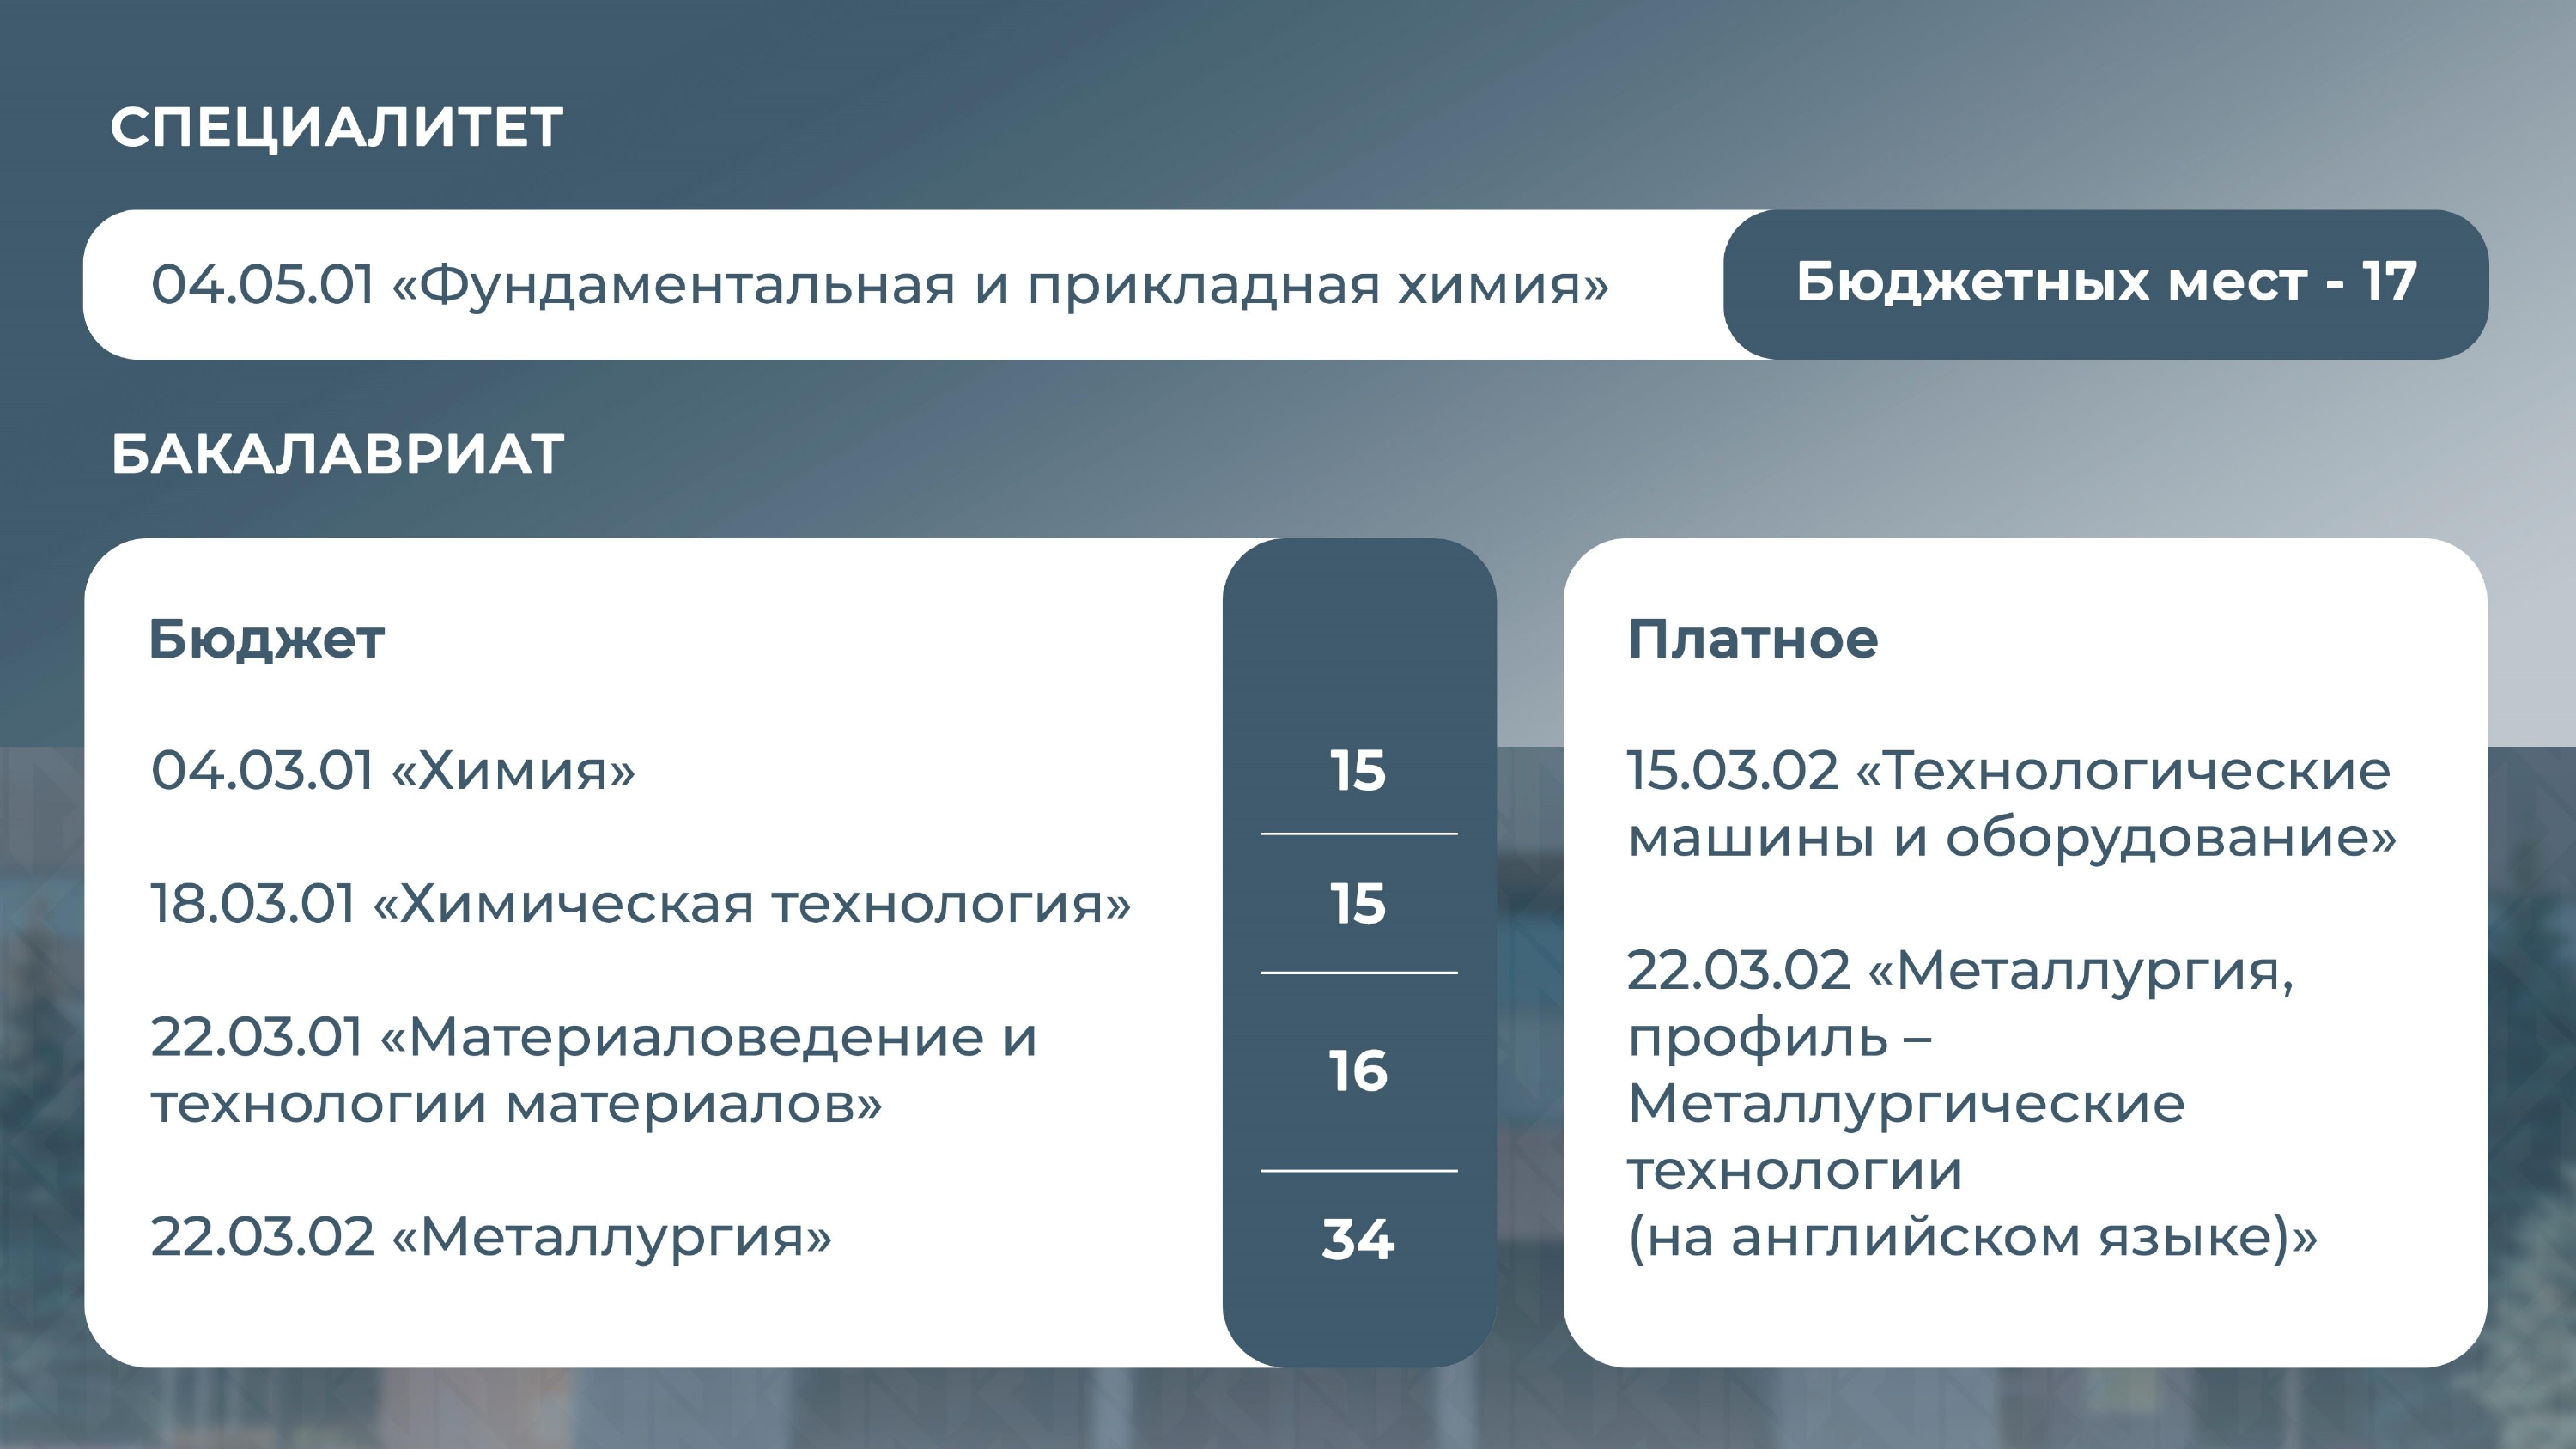 СПЕЦИАЛИТЕТ
04.05.01 «Фундаментальная и прикладная химия»
Бюджетных мест - 17
БАКАЛАВРИАТ
Бюджет
04.03.01 «Химия»
15
18.03.01 «Химическая технология»
15
22.03.01 «Материаловедение и
технологии материалов»
16
22.03.02 «Металлургия»
34
Платное
15.03.02 «Технологические
машины и оборудование»
22.03.02 «Металлургия,
профиль –
Металлургические
технологии
(на английском языке)»